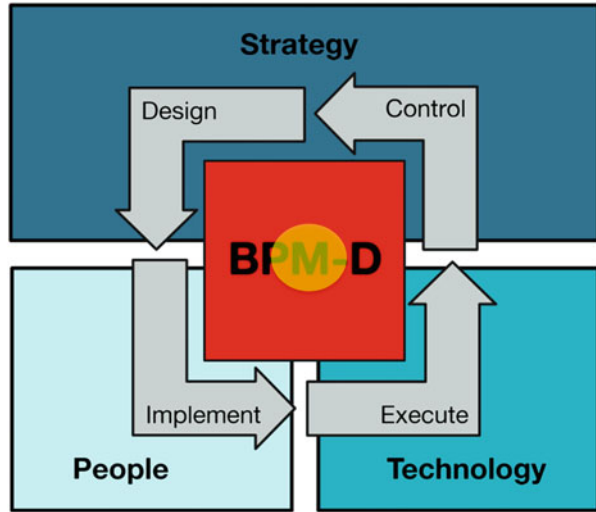 Strategy
Design
Control
BPM-D
Implement
Execute
People
Technology